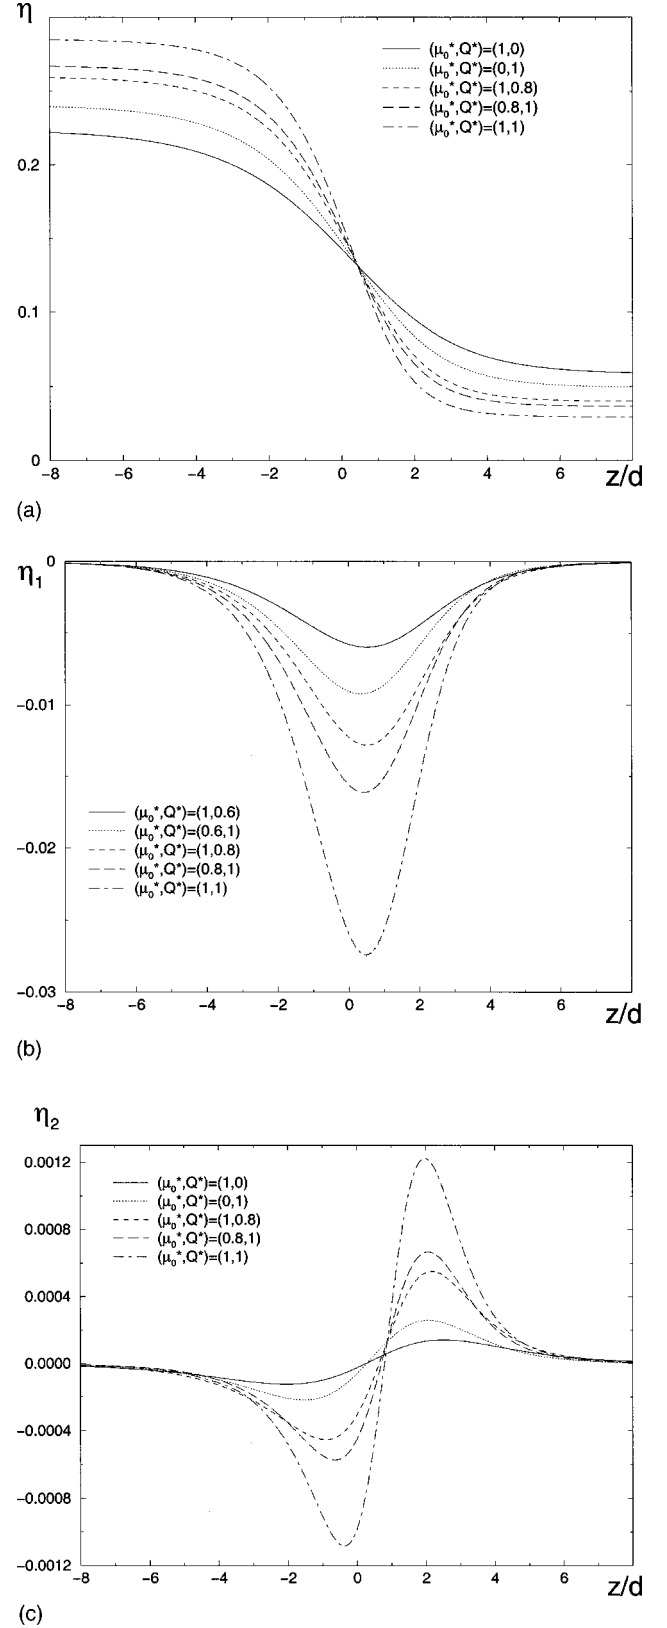 η
(μ₀*,Q*)=(1,0)
(μ₀*,Q*)=(0,1)
(μ₀*,Q*)=(1,0.8)
(μ₀*,Q*)=(0.8,1)
(μ₀*,Q*)=(1,1)
0.2
0.1
0
−8 −6 −4 −2 0 2 4 6 z/d
(a)
0
η₁
−0.01
(μ₀*,Q*)=(1,0.6)
(μ₀*,Q*)=(0.6,1)
(μ₀*,Q*)=(1,0.8)
(μ₀*,Q*)=(0.8,1)
(μ₀*,Q*)=(1,1)
−0.02
−0.03
−8 −6 −4 −2 0 2 4 6 z/d
(b)
η₂
0.0012
(μ₀*,Q*)=(1,0)
(μ₀*,Q*)=(0,1)
(μ₀*,Q*)=(1,0.8)
(μ₀*,Q*)=(0.8,1)
(μ₀*,Q*)=(1,1)
0.0008
0.0004
0.0000
−0.0004
−0.0008
−0.0012
−8 −6 −4 −2 0 2 4 6 z/d
(c)